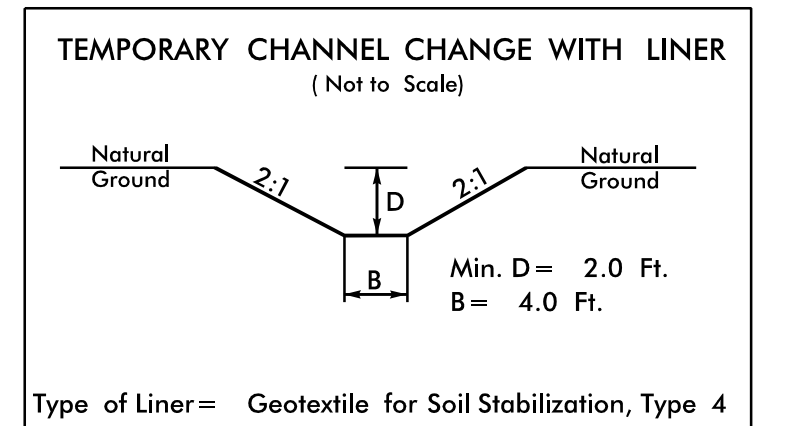 TEMPORARY CHANNEL CHANGE WITH LINER
( Not to Scale)
Natural
Ground
2:1
D
2:1
Natural
Ground
B
Min. D = 2.0 Ft.
B = 4.0 Ft.
Type of Liner = Geotextile for Soil Stabilization, Type 4